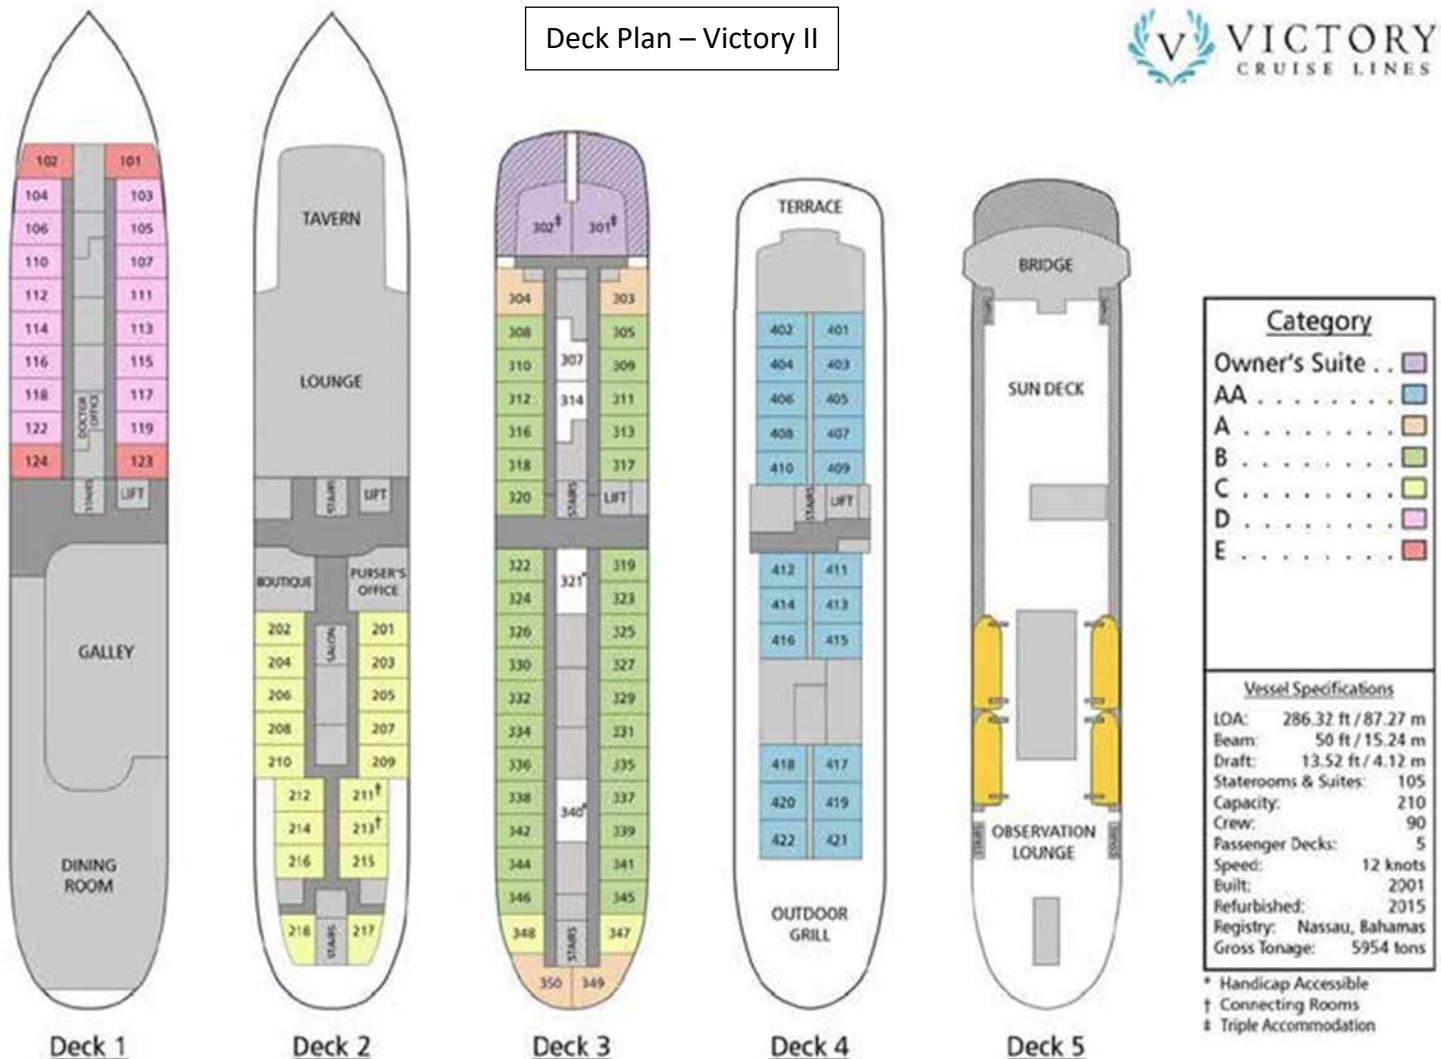 Deck Plan – Victory II
V VICTORY
CRUISE LINES
102 101
104 103
106 105
110 107
112 111
114 113
116 115
118 117
DOCTOR OFFICE
122 119
124 123
STAIRS LIFT
GALLEY
DINING
ROOM
Deck 1
TAVERN
LOUNGE
STAIRS LIFT
BOUTIQUE PURSER'S
OFFICE
202 201
SALON
204 203
206 205
208 207
210 209
212 211†
214 213†
216 215
218 STAIRS 217
Deck 2
302‡ 301‡
304 303
308 305
307
310 309
312 314 311
316 313
318 317
320 STAIRS LIFT
322 321* 319
324 323
326 325
330 327
332 329
334 331
336 335
338 340* 337
342 339
344 341
346 345
348 STAIRS 347
350 349
Deck 3
TERRACE
402 401
404 403
406 405
408 407
410 409
STAIRS LIFT
412 411
414 413
416 415
418 417
420 419
422 421
OUTDOOR
GRILL
Deck 4
BRIDGE
STAIRS STAIRS
SUN DECK
OBSERVATION
LOUNGE
STAIRS STAIRS
Deck 5
Category
Owner's Suite . .
AA . . . . . . . .
A . . . . . . . .
B . . . . . . . .
C . . . . . . . .
D . . . . . . . .
E . . . . . . . .
Vessel Specifications
LOA: 286.32 ft / 87.27 m
Beam: 50 ft / 15.24 m
Draft: 13.52 ft / 4.12 m
Staterooms & Suites: 105
Capacity: 210
Crew: 90
Passenger Decks: 5
Speed: 12 knots
Built: 2001
Refurbished: 2015
Registry: Nassau, Bahamas
Gross Tonage: 5954 tons
* Handicap Accessible
† Connecting Rooms
‡ Triple Accommodation